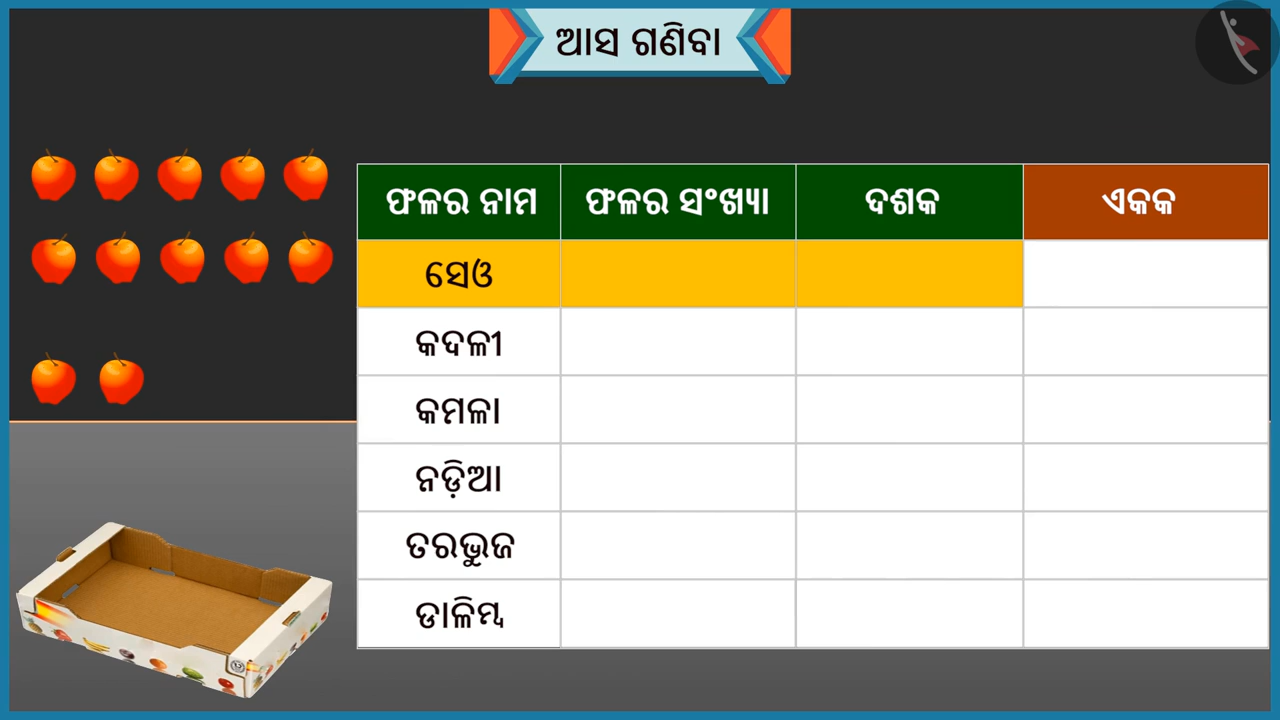 ଆସ ଗଣିବା
ଫଳର ନାମ ଫଳର ସଂଖ୍ୟା ଦଶକ ଏକକ
ସେଓ
କଦଳୀ
କମଳା
ନଡ଼ିଆ
ତରଭୁଜ
ଡାଳିମ୍ବ